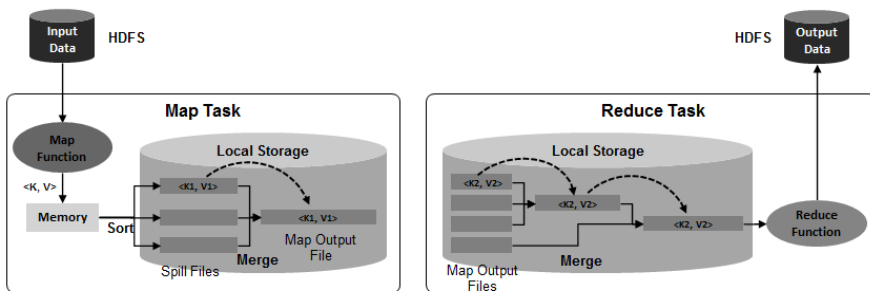 Input
Data
HDFS
HDFS
Output
Data
Map Task
Map
Function
<K, V>
Memory
Sort
Local Storage
<K1, V1>
<K1, V1>
Map Output
File
Merge
Spill Files
Reduce Task
Local Storage
<K2, V2>
<K2, V2>
<K2, V2>
Merge
Map Output
Files
Reduce
Function